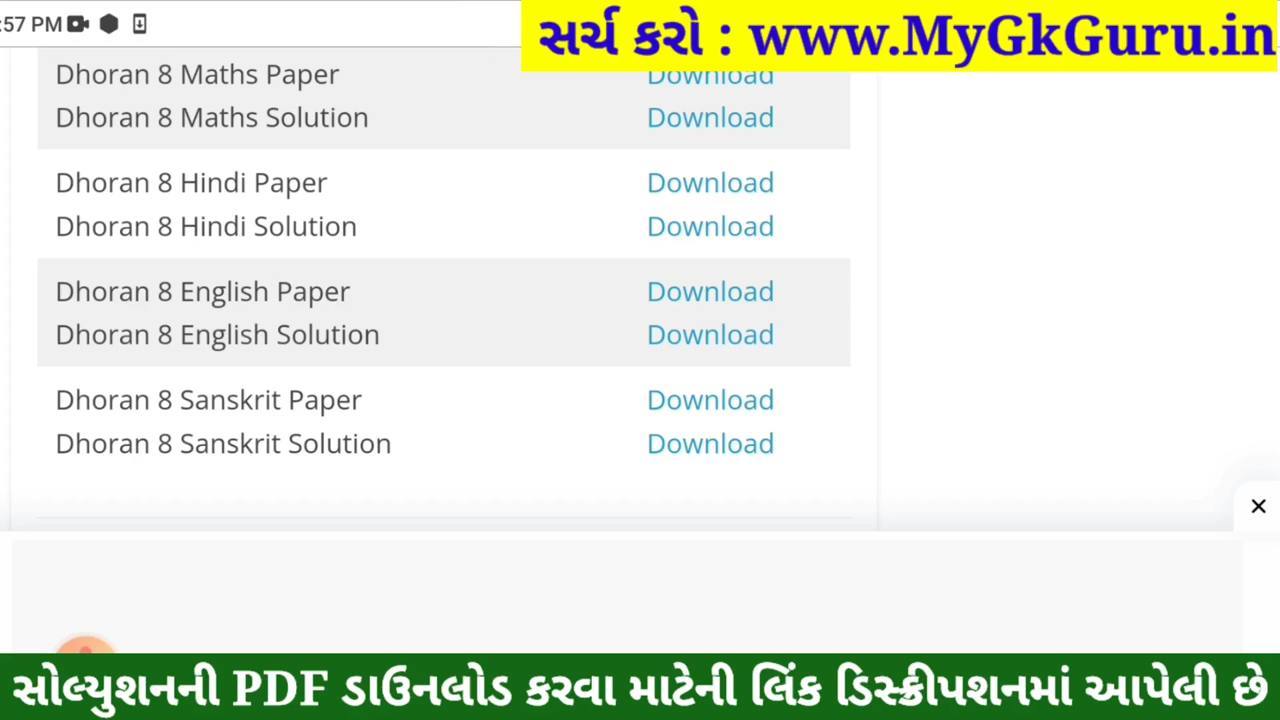 :57 PM
સર્ચ કરો : www.MyGkGuru.in
Dhoran 8 Maths Paper Download
Dhoran 8 Maths Solution Download
Dhoran 8 Hindi Paper Download
Dhoran 8 Hindi Solution Download
Dhoran 8 English Paper Download
Dhoran 8 English Solution Download
Dhoran 8 Sanskrit Paper Download
Dhoran 8 Sanskrit Solution Download
સોલ્યુશનની PDF ડાઉનલોડ કરવા માટેની લિંક ડિસ્ક્રીપશનમાં આપેલી છે